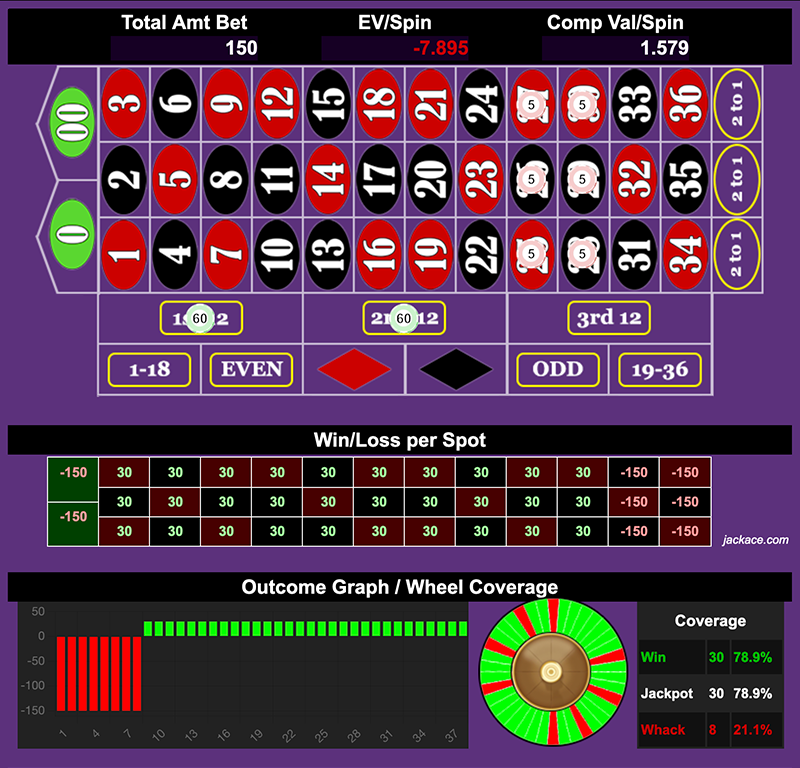 Total Amt Bet EV/Spin Comp Val/Spin
150 -7.895 1.579
00 3 6 9 12 15 18 21 24 5 5 33 36 2 to 1
2 5 8 11 14 17 20 23 5 5 32 35 2 to 1
0 1 4 7 10 13 16 19 22 5 5 31 34 2 to 1
60 60 3rd 12
1-18 EVEN ODD 19-36
Win/Loss per Spot
-150 30 30 30 30 30 30 30 30 30 30 -150 -150
30 30 30 30 30 30 30 30 30 30 -150 -150
-150 30 30 30 30 30 30 30 30 30 30 -150 -150
jackace.com
Outcome Graph / Wheel Coverage
50
0
-50
-100
-150
1 4 7 10 13 16 19 22 25 28 31 34 37
Coverage
Win 30 78.9%
Jackpot 30 78.9%
Whack 8 21.1%